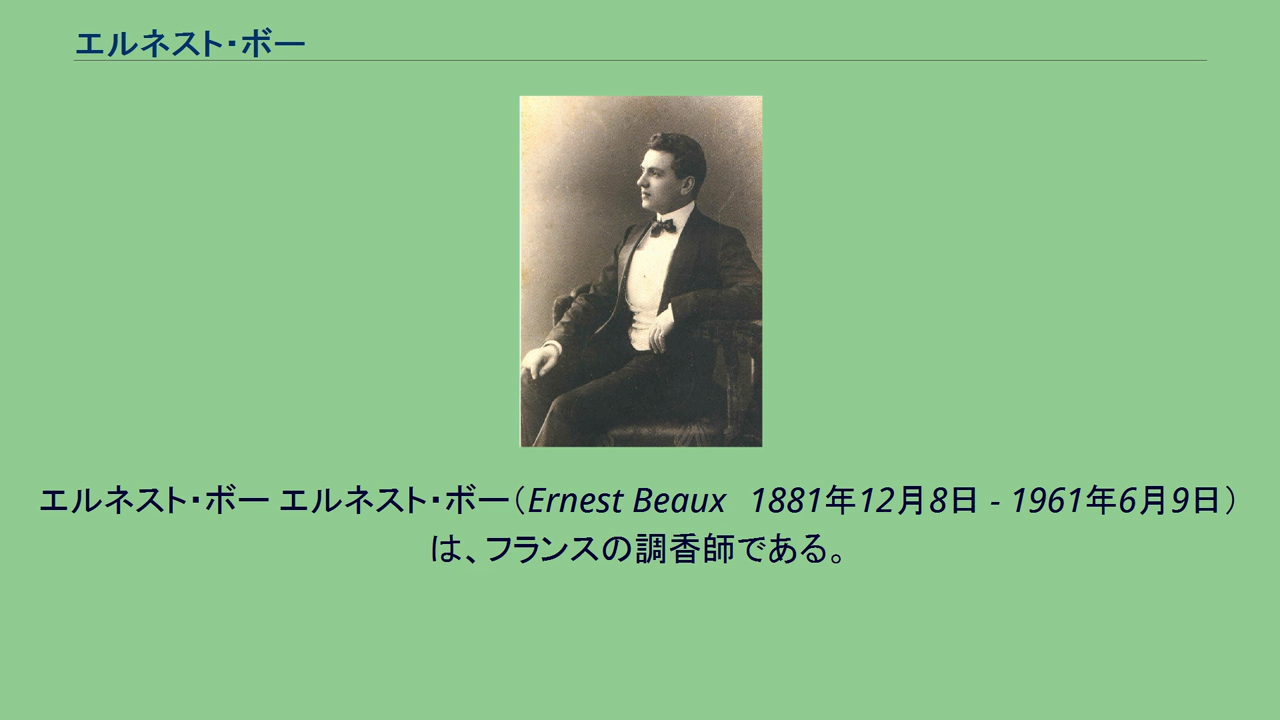 エルネスト・ボー
エルネスト・ボー エルネスト・ボー（Ernest Beaux　1881年12月8日 - 1961年6月9日）
は、フランスの調香師である。